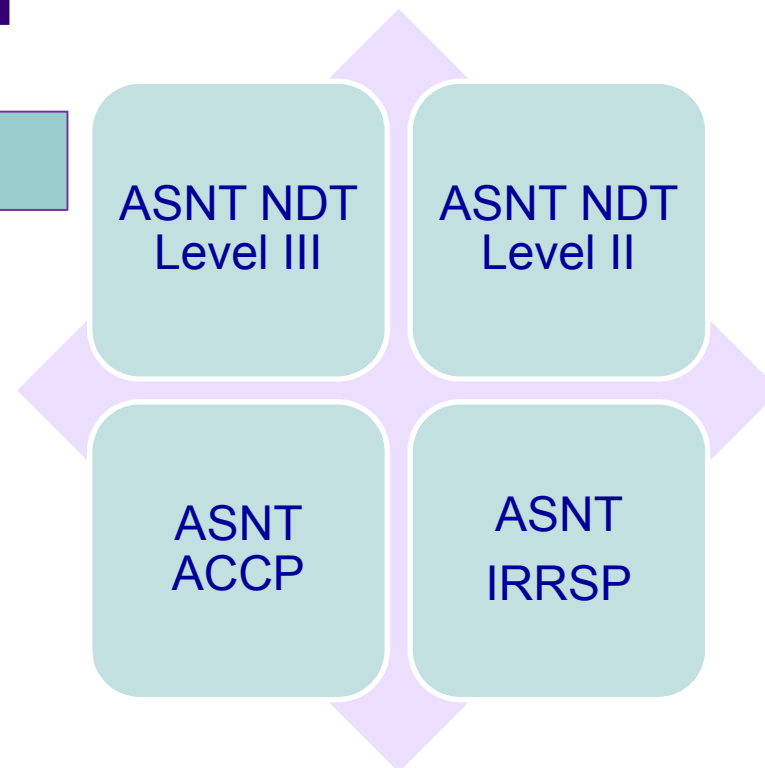 ASNT NDT
Level III
ASNT NDT
Level II
ASNT
ACCP
ASNT
IRRSP